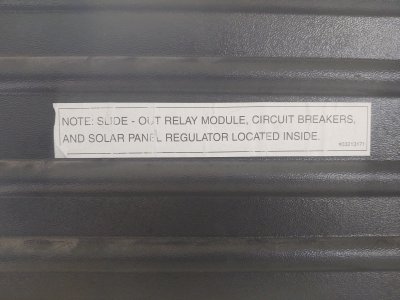 NOTE: SLIDE - OUT RELAY MODULE, CIRCUIT BREAKERS,
AND SOLAR PANEL REGULATOR LOCATED INSIDE.